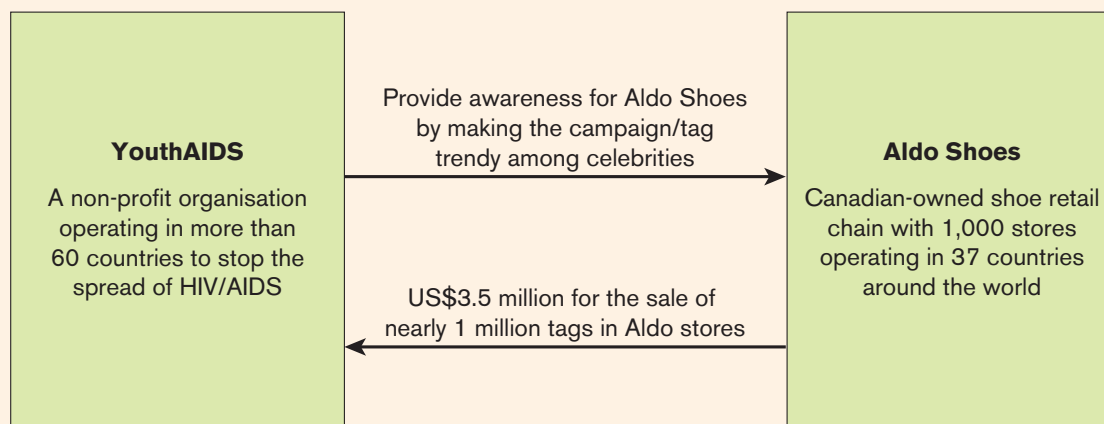 YouthAIDS
A non-profit organisation
operating in more than
60 countries to stop the
spread of HIV/AIDS
Provide awareness for Aldo Shoes
by making the campaign/tag
trendy among celebrities
US$3.5 million for the sale of
nearly 1 million tags in Aldo stores
Aldo Shoes
Canadian-owned shoe retail
chain with 1,000 stores
operating in 37 countries
around the world